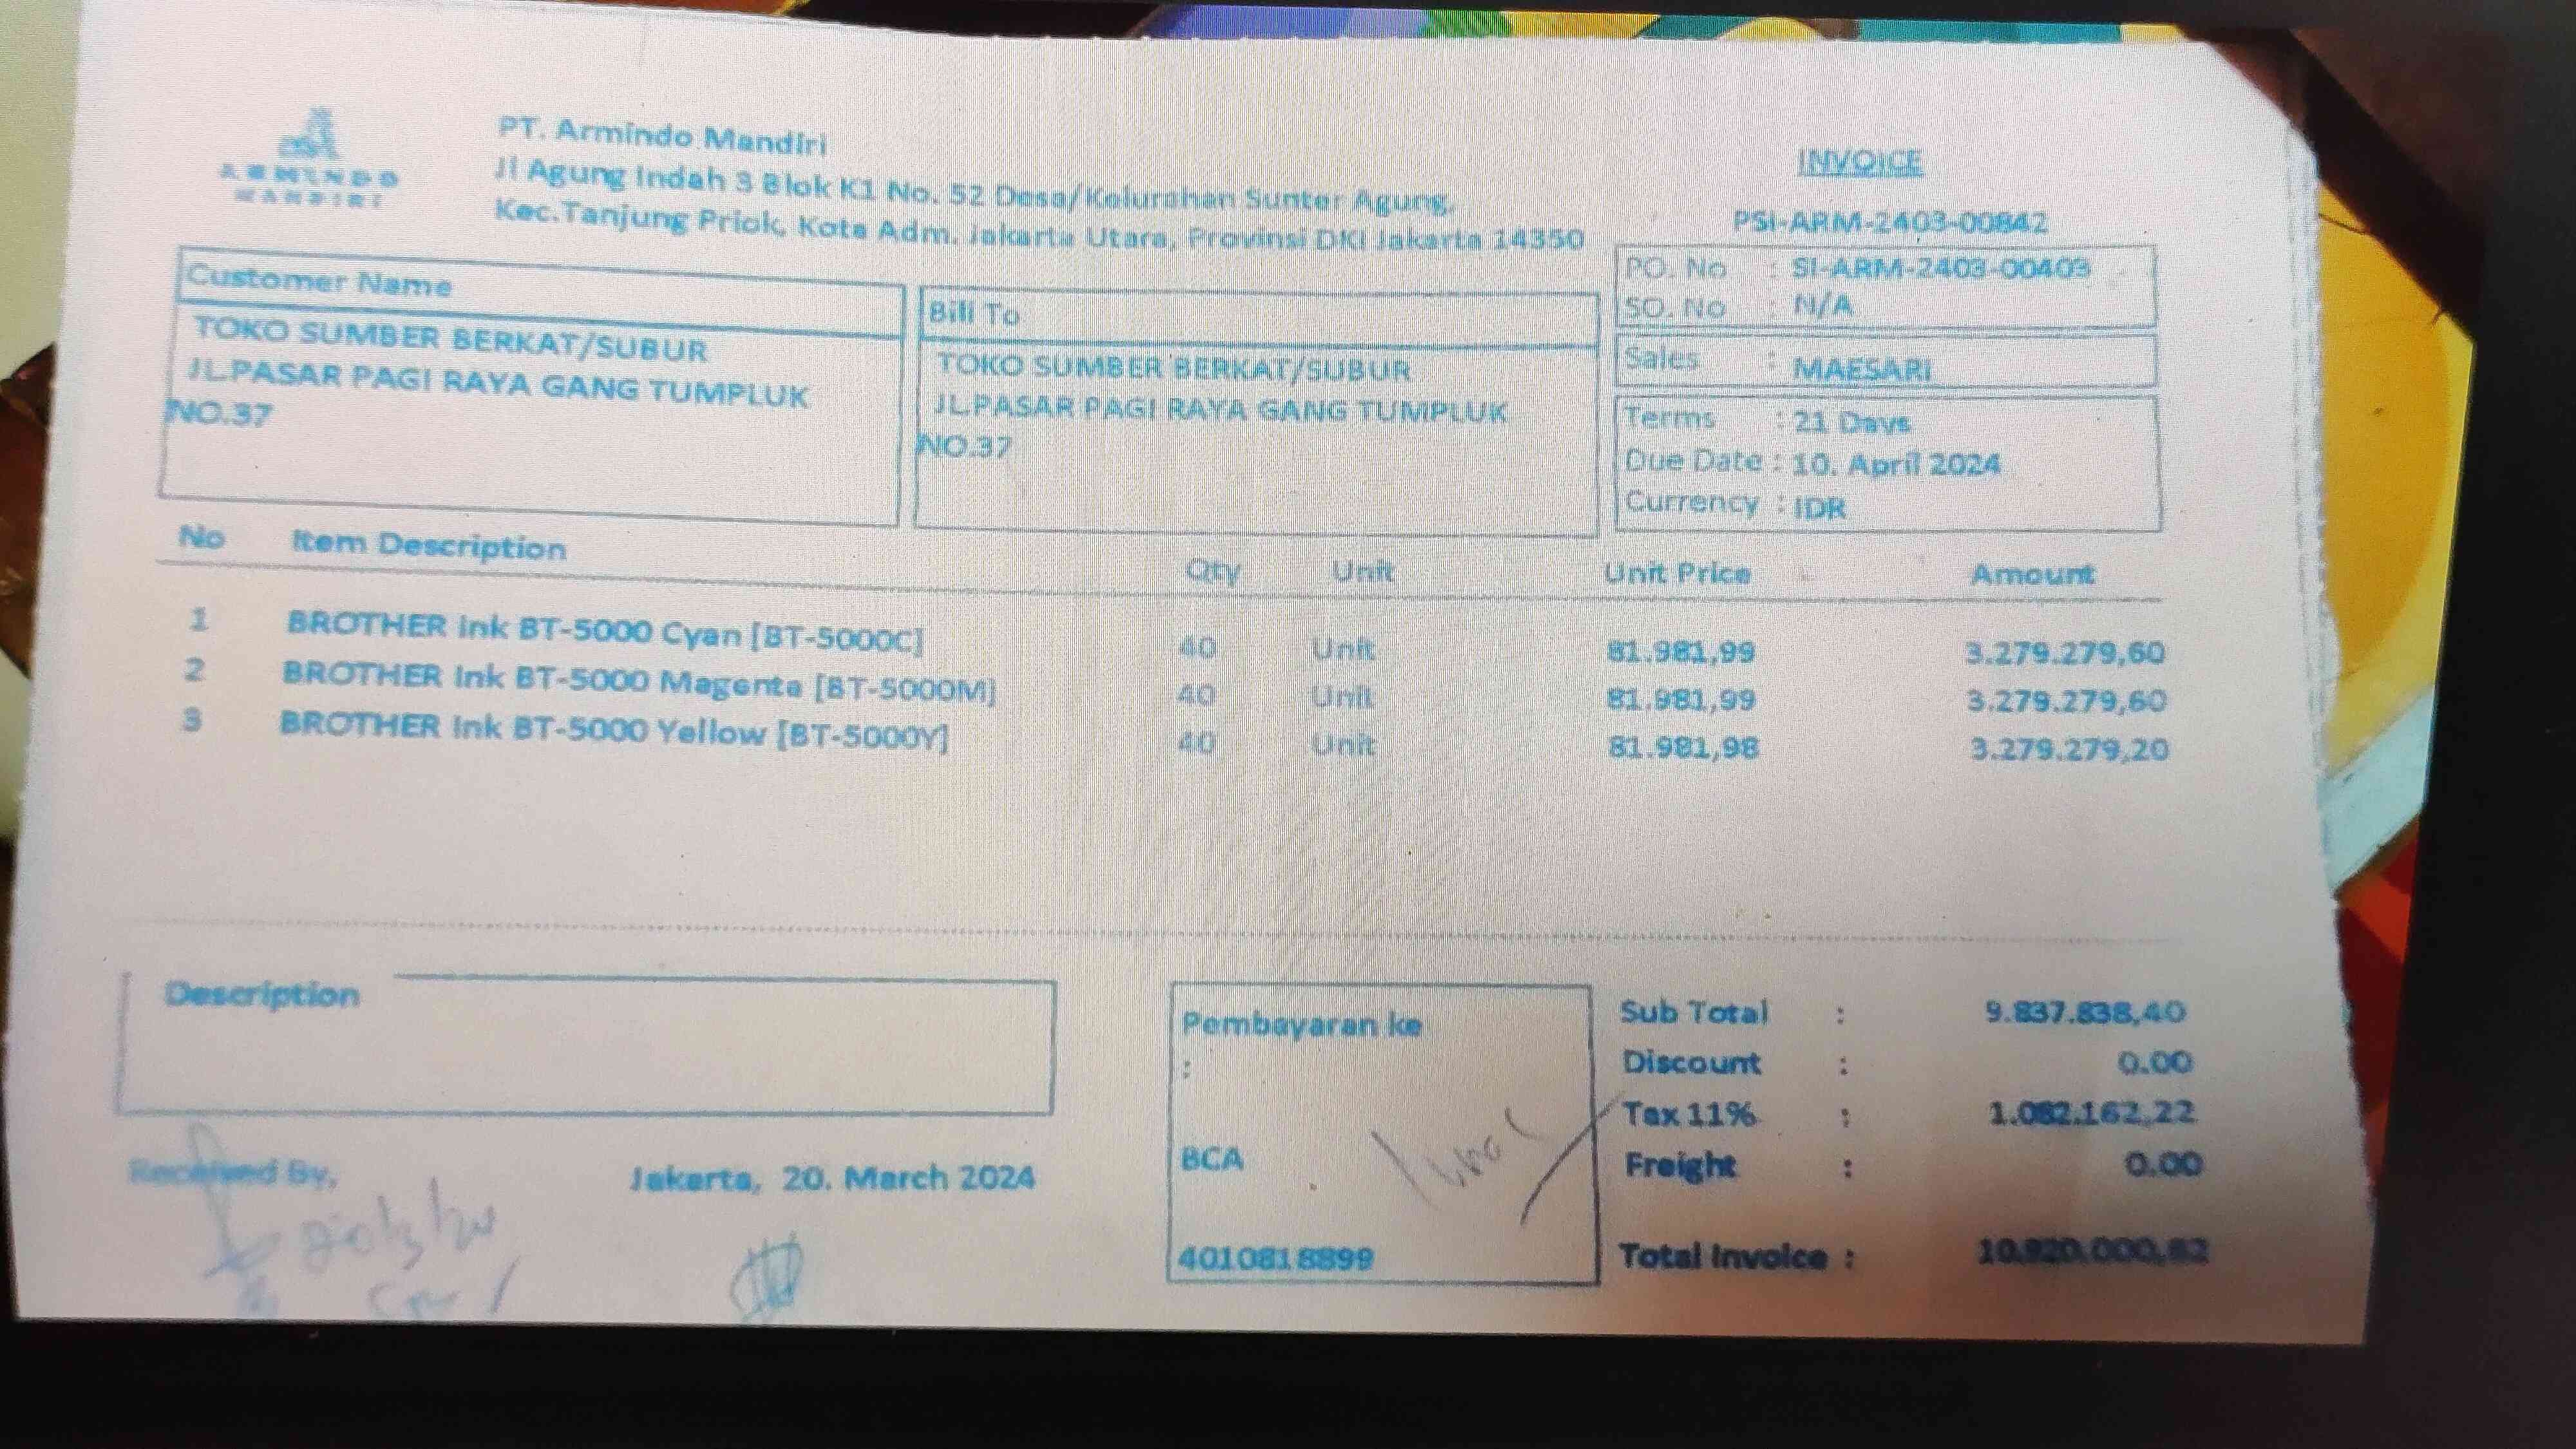 ARMINDO
MANDIRI
PT. Armindo Mandiri
Jl Agung Indah 3 Blok K1 No. 52 Desa/Kelurahan Sunter Agung,
Kec.Tanjung Priok, Kota Adm. Jakarta Utara, Provinsi DKI Jakarta 14350
INVOICE
PSI-ARM-2403-00842
PO. No : SI-ARM-2403-00403
SO. No : N/A
Sales : MAESARI
Terms : 21 Days
Due Date : 10. April 2024
Currency : IDR
Customer Name
TOKO SUMBER BERKAT/SUBUR
JL.PASAR PAGI RAYA GANG TUMPLUK
NO.37
Bill To
TOKO SUMBER BERKAT/SUBUR
JL.PASAR PAGI RAYA GANG TUMPLUK
NO.37
No Item Description Qty Unit Unit Price Amount
1 BROTHER Ink BT-5000 Cyan [BT-5000C] 40 Unit 81.981,99 3.279.279,60
2 BROTHER Ink BT-5000 Magenta [BT-5000M] 40 Unit 81.981,99 3.279.279,60
3 BROTHER Ink BT-5000 Yellow [BT-5000Y] 40 Unit 81.981,98 3.279.279,20
Description
Received By,
Jakarta, 20. March 2024
Pembayaran ke
:
BCA
4010818899
Sub Total : 9.837.838,40
Discount : 0.00
Tax 11% : 1.082.162,22
Freight : 0.00
Total Invoice : 10.920.000,62